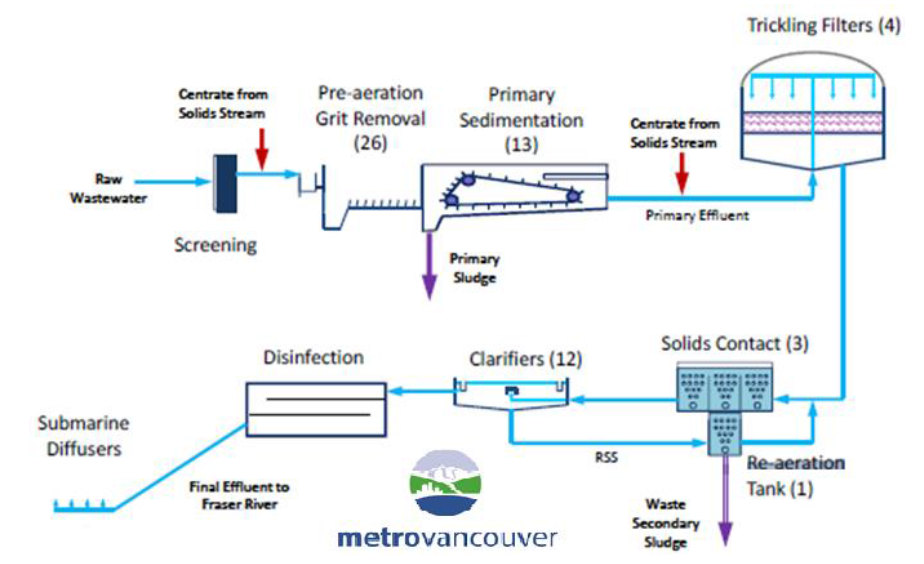 Trickling Filters (4)
Centrate from
Solids Stream
Pre-aeration
Grit Removal
(26)
Primary
Sedimentation
(13)
Centrate from
Solids Stream
Raw
Wastewater
Screening
Primary Effluent
Primary
Sludge
Solids Contact (3)
Disinfection
Clarifiers (12)
Submarine
Diffusers
RSS
Re-aeration
Tank (1)
Final Effluent to
Fraser River
Waste
Secondary
Sludge
metrovancouver